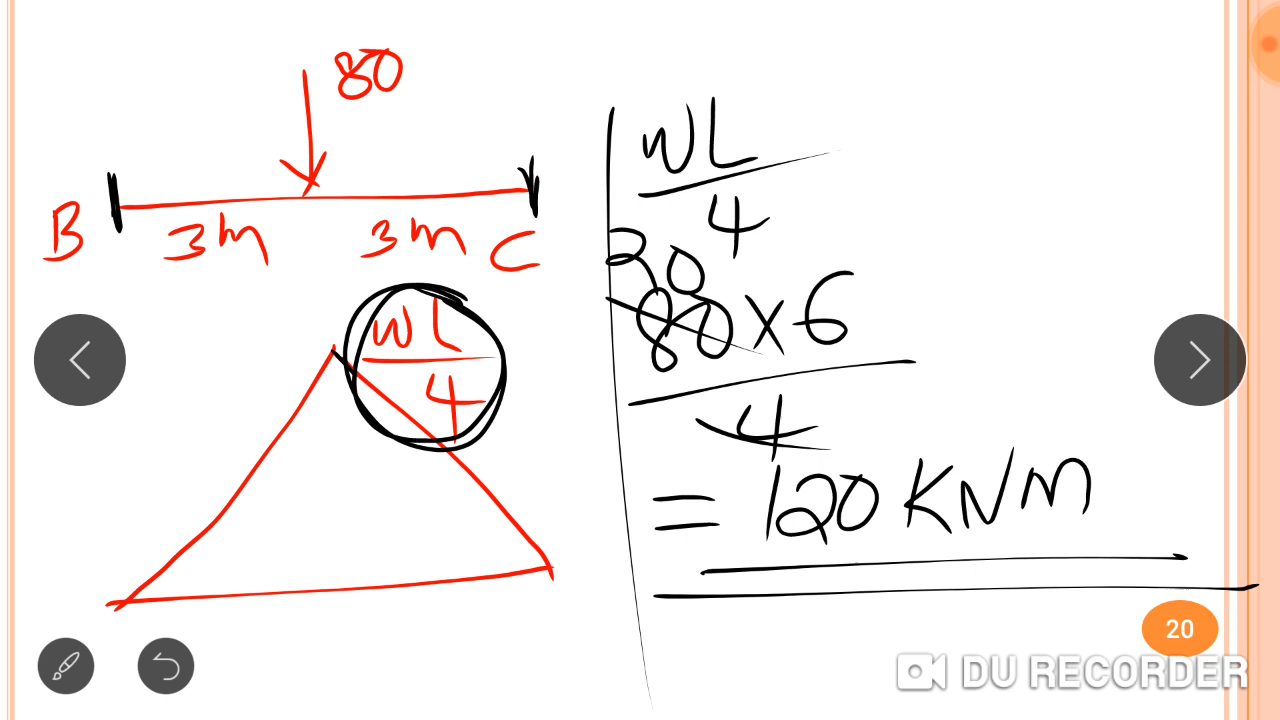 80
B 3m 3m C
WL
4
WL
4
20
80 x 6
4
= 120 KNM
20
DU RECORDER